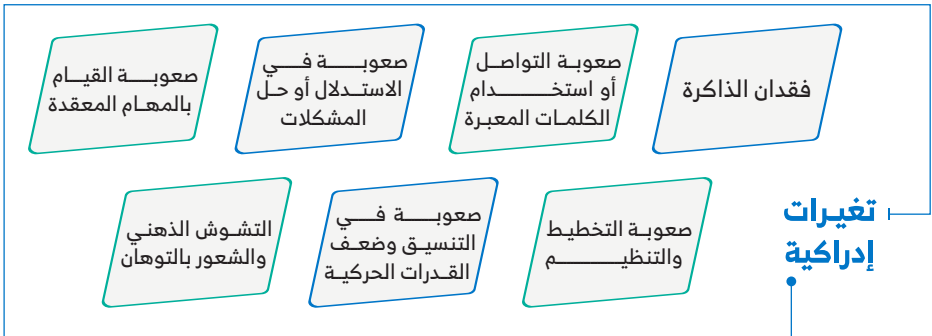 فقدان الذاكرة
صعوبة التواصل
أو استخدام
الكلمات المعبرة
صعوبة في
الاستدلال أو حل
المشكلات
صعوبة القيام
بالمهام المعقدة
تغيرات
إدراكية
صعوبة التخطيط
والتنظيم
صعوبة في
التنسيق وضعف
القدرات الحركية
التشوش الذهني
والشعور بالتوهان